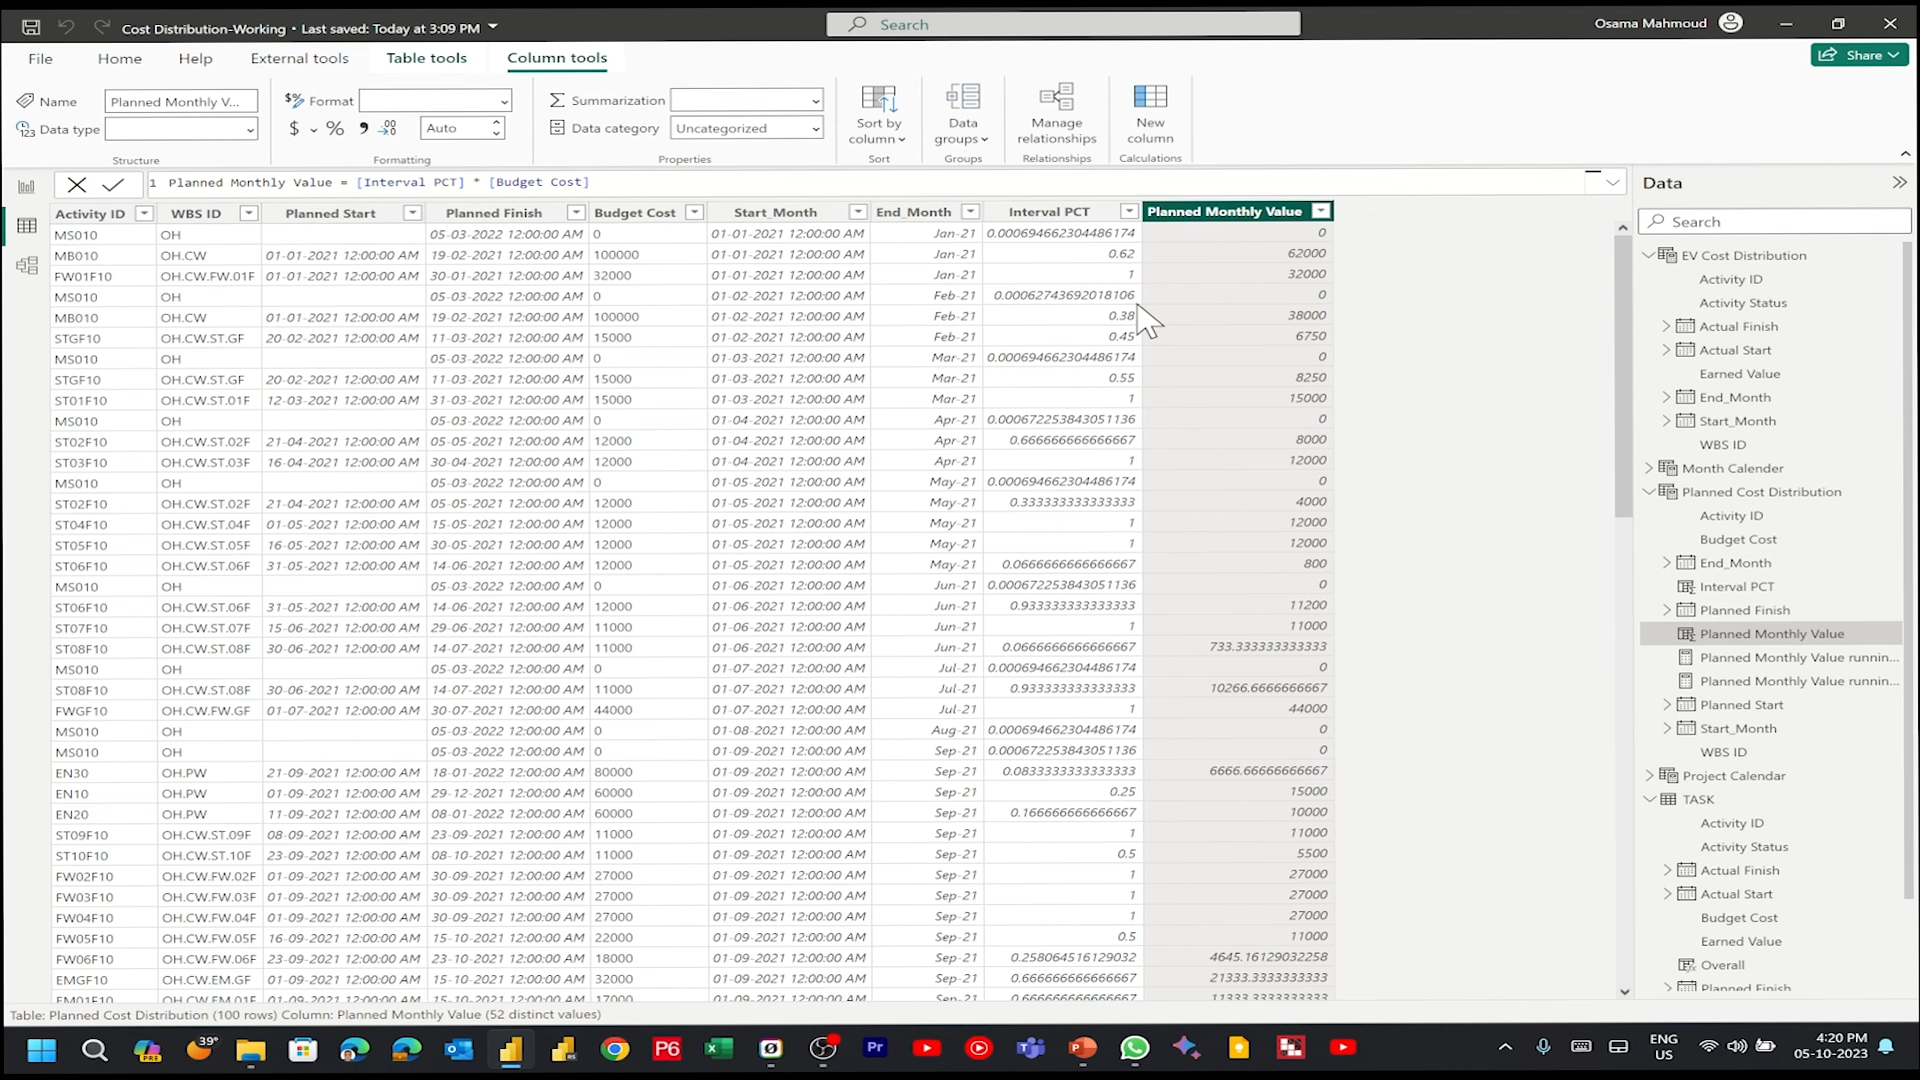 Cost Distribution-Working • Last saved: Today at 3:09 PM
Search
Osama Mahmoud
File Home Help External tools Table tools Column tools
Share
Name Planned Monthly V...
Data type
Structure
Format
$ % Auto
Formatting
Summarization
Data category Uncategorized
Properties
Sort by column
Sort
Data groups
Groups
Manage relationships
Relationships
New column
Calculations
1 Planned Monthly Value = [Interval PCT] * [Budget Cost]
Activity ID WBS ID Planned Start Planned Finish Budget Cost Start_Month End_Month Interval PCT Planned Monthly Value
MS010 OH 05-03-2022 12:00:00 AM 0 01-01-2021 12:00:00 AM Jan-21 0.000694662304486174 0
MB010 OH.CW 01-01-2021 12:00:00 AM 19-02-2021 12:00:00 AM 100000 01-01-2021 12:00:00 AM Jan-21 0.62 62000
FW01F10 OH.CW.FW.01F 01-01-2021 12:00:00 AM 30-01-2021 12:00:00 AM 32000 01-01-2021 12:00:00 AM Jan-21 1 32000
MS010 OH 05-03-2022 12:00:00 AM 0 01-02-2021 12:00:00 AM Feb-21 0.00062743692018106 0
MB010 OH.CW 01-01-2021 12:00:00 AM 19-02-2021 12:00:00 AM 100000 01-02-2021 12:00:00 AM Feb-21 0.38 38000
STGF10 OH.CW.ST.GF 20-02-2021 12:00:00 AM 11-03-2021 12:00:00 AM 15000 01-02-2021 12:00:00 AM Feb-21 0.45 6750
MS010 OH 05-03-2022 12:00:00 AM 0 01-03-2021 12:00:00 AM Mar-21 0.000694662304486174 0
STGF10 OH.CW.ST.GF 20-02-2021 12:00:00 AM 11-03-2021 12:00:00 AM 15000 01-03-2021 12:00:00 AM Mar-21 0.55 8250
ST01F10 OH.CW.ST.01F 12-03-2021 12:00:00 AM 31-03-2021 12:00:00 AM 15000 01-03-2021 12:00:00 AM Mar-21 1 15000
MS010 OH 05-03-2022 12:00:00 AM 0 01-04-2021 12:00:00 AM Apr-21 0.000672253843051136 0
ST02F10 OH.CW.ST.02F 21-04-2021 12:00:00 AM 05-05-2021 12:00:00 AM 12000 01-04-2021 12:00:00 AM Apr-21 0.666666666666667 8000
ST03F10 OH.CW.ST.03F 16-04-2021 12:00:00 AM 30-04-2021 12:00:00 AM 12000 01-04-2021 12:00:00 AM Apr-21 1 12000
MS010 OH 05-03-2022 12:00:00 AM 0 01-05-2021 12:00:00 AM May-21 0.000694662304486174 0
ST02F10 OH.CW.ST.02F 21-04-2021 12:00:00 AM 05-05-2021 12:00:00 AM 12000 01-05-2021 12:00:00 AM May-21 0.333333333333333 4000
ST04F10 OH.CW.ST.04F 01-05-2021 12:00:00 AM 15-05-2021 12:00:00 AM 12000 01-05-2021 12:00:00 AM May-21 1 12000
ST05F10 OH.CW.ST.05F 16-05-2021 12:00:00 AM 30-05-2021 12:00:00 AM 12000 01-05-2021 12:00:00 AM May-21 1 12000
ST06F10 OH.CW.ST.06F 31-05-2021 12:00:00 AM 14-06-2021 12:00:00 AM 12000 01-05-2021 12:00:00 AM May-21 0.0666666666666667 800
MS010 OH 05-03-2022 12:00:00 AM 0 01-06-2021 12:00:00 AM Jun-21 0.000672253843051136 0
ST06F10 OH.CW.ST.06F 31-05-2021 12:00:00 AM 14-06-2021 12:00:00 AM 12000 01-06-2021 12:00:00 AM Jun-21 0.933333333333333 11200
ST07F10 OH.CW.ST.07F 15-06-2021 12:00:00 AM 29-06-2021 12:00:00 AM 11000 01-06-2021 12:00:00 AM Jun-21 1 11000
ST08F10 OH.CW.ST.08F 30-06-2021 12:00:00 AM 14-07-2021 12:00:00 AM 11000 01-06-2021 12:00:00 AM Jun-21 0.0666666666666667 733.333333333333
MS010 OH 05-03-2022 12:00:00 AM 0 01-07-2021 12:00:00 AM Jul-21 0.000694662304486174 0
ST08F10 OH.CW.ST.08F 30-06-2021 12:00:00 AM 14-07-2021 12:00:00 AM 11000 01-07-2021 12:00:00 AM Jul-21 0.933333333333333 10266.6666666667
FWGF10 OH.CW.FW.GF 01-07-2021 12:00:00 AM 30-07-2021 12:00:00 AM 44000 01-07-2021 12:00:00 AM Jul-21 1 44000
MS010 OH 05-03-2022 12:00:00 AM 0 01-08-2021 12:00:00 AM Aug-21 0.000694662304486174 0
MS010 OH 05-03-2022 12:00:00 AM 0 01-09-2021 12:00:00 AM Sep-21 0.000672253843051136 0
EN30 OH.PW 21-09-2021 12:00:00 AM 18-01-2022 12:00:00 AM 80000 01-09-2021 12:00:00 AM Sep-21 0.0833333333333333 6666.66666666667
EN10 OH.PW 01-09-2021 12:00:00 AM 29-12-2021 12:00:00 AM 60000 01-09-2021 12:00:00 AM Sep-21 0.25 15000
EN20 OH.PW 11-09-2021 12:00:00 AM 08-01-2022 12:00:00 AM 60000 01-09-2021 12:00:00 AM Sep-21 0.166666666666667 10000
ST09F10 OH.CW.ST.09F 08-09-2021 12:00:00 AM 23-09-2021 12:00:00 AM 11000 01-09-2021 12:00:00 AM Sep-21 1 11000
ST10F10 OH.CW.ST.10F 23-09-2021 12:00:00 AM 08-10-2021 12:00:00 AM 11000 01-09-2021 12:00:00 AM Sep-21 0.5 5500
FW02F10 OH.CW.FW.02F 01-09-2021 12:00:00 AM 30-09-2021 12:00:00 AM 27000 01-09-2021 12:00:00 AM Sep-21 1 27000
FW03F10 OH.CW.FW.03F 01-09-2021 12:00:00 AM 30-09-2021 12:00:00 AM 27000 01-09-2021 12:00:00 AM Sep-21 1 27000
FW04F10 OH.CW.FW.04F 01-09-2021 12:00:00 AM 30-09-2021 12:00:00 AM 27000 01-09-2021 12:00:00 AM Sep-21 1 27000
FW05F10 OH.CW.FW.05F 16-09-2021 12:00:00 AM 15-10-2021 12:00:00 AM 22000 01-09-2021 12:00:00 AM Sep-21 0.5 11000
FW06F10 OH.CW.FW.06F 23-09-2021 12:00:00 AM 23-10-2021 12:00:00 AM 18000 01-09-2021 12:00:00 AM Sep-21 0.258064516129032 4645.16129032258
EMGF10 OH.CW.EM.GF 01-09-2021 12:00:00 AM 15-10-2021 12:00:00 AM 32000 01-09-2021 12:00:00 AM Sep-21 0.666666666666667 21333.3333333333
EM01F10 OH.CW.EM.01F 01-09-2021 12:00:00 AM 15-10-2021 12:00:00 AM 17000 01-09-2021 12:00:00 AM Sep-21 0.666666666666667 11333.3333333333
Table: Planned Cost Distribution (100 rows) Column: Planned Monthly Value (52 distinct values)
Data
Search
EV Cost Distribution
Activity ID
Activity Status
Actual Finish
Actual Start
Earned Value
End_Month
Start_Month
WBS ID
Month Calender
Planned Cost Distribution
Activity ID
Budget Cost
End_Month
Interval PCT
Planned Finish
Planned Monthly Value
Planned Monthly Value runnin...
Planned Monthly Value runnin...
Planned Start
Start_Month
WBS ID
Project Calendar
TASK
Activity ID
Activity Status
Actual Finish
Actual Start
Budget Cost
Earned Value
Overall
Planned Finish
PRE
39°
RS
P6
Pr
ENG
US
4:20 PM
05-10-2023